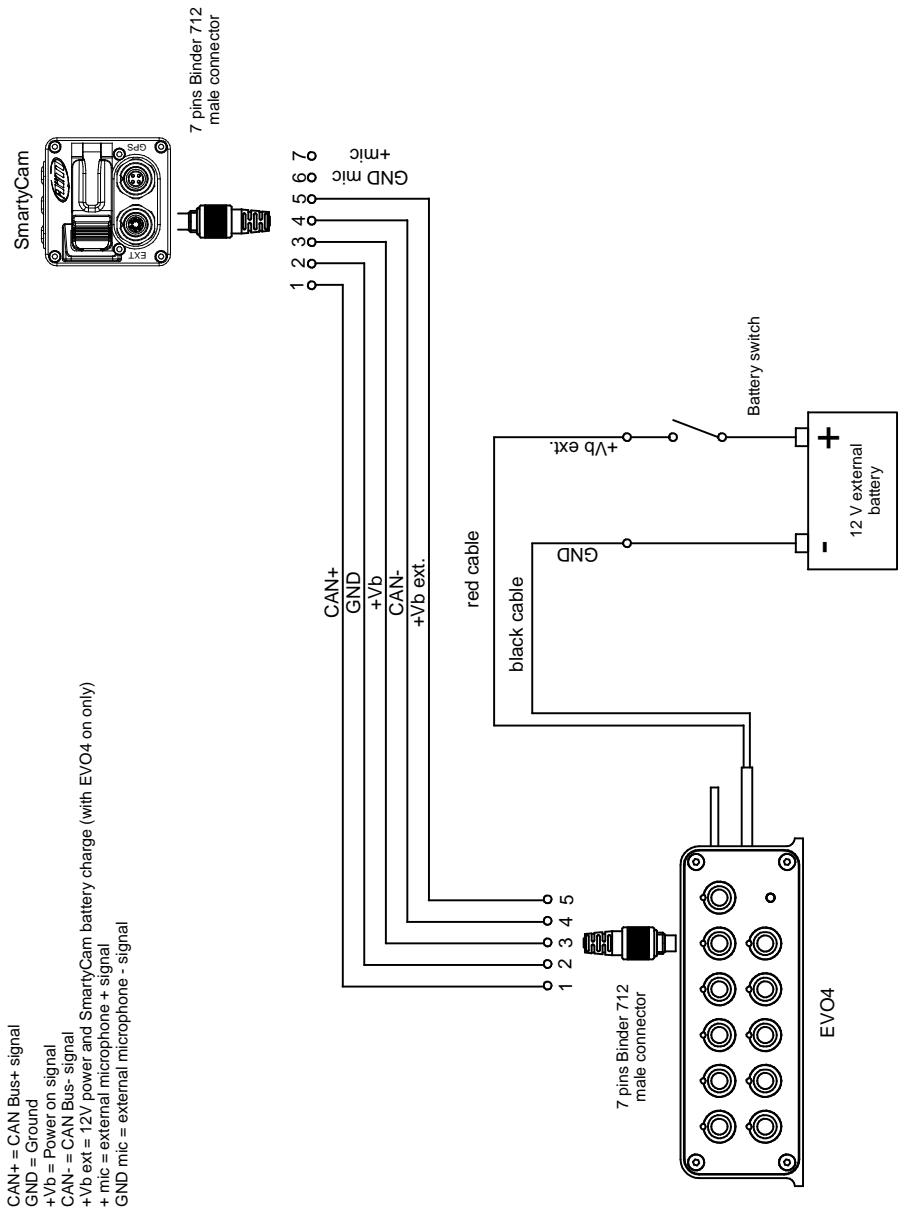 SmartyCam
7 pins Binder 712
male connector
GPS
EXT
1
2
3
4
5
6
7
GND mic
+mic
CAN+
GND
+Vb
CAN-
+Vb ext.
red cable
black cable
+Vb ext.
GND
Battery switch
+
-
12 V external
battery
1
2
3
4
5
7 pins Binder 712
male connector
EVO4
CAN+ = CAN Bus+ signal
GND = Ground
+Vb = Power on signal
CAN- = CAN Bus- signal
+Vb ext = 12V power and SmartyCam battery charge (with EVO4 on only)
+ mic = external microphone + signal
GND mic = external microphone - signal